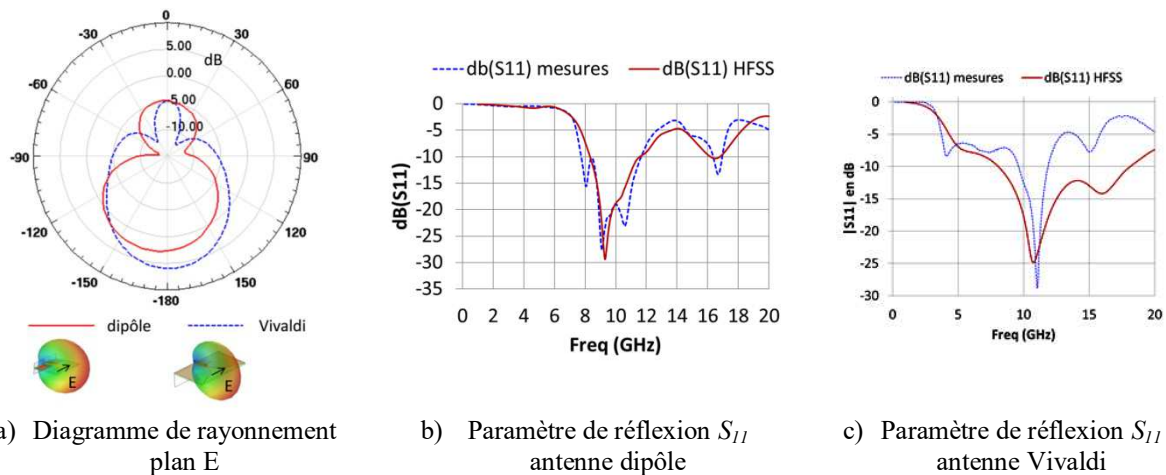 0
-30
30
5.00
dB
-60
60
0.00
-5.00
-10.00
-90
90
-120
120
-150
150
-180
dipôle
Vivaldi
E
E
db(S11) mesures
dB(S11) HFSS
0
-5
-10
-15
-20
-25
-30
-35
dB(S11)
0 2 4 6 8 10 12 14 16 18 20
Freq (GHz)
dB(S11) mesures
dB(S11) HFSS
0
-5
-10
-15
-20
-25
-30
|S11| en dB
0 5 10 15 20
Freq (GHz)
a) Diagramme de rayonnement
plan E
b) Paramètre de réflexion S11
antenne dipôle
c) Paramètre de réflexion S11
antenne Vivaldi